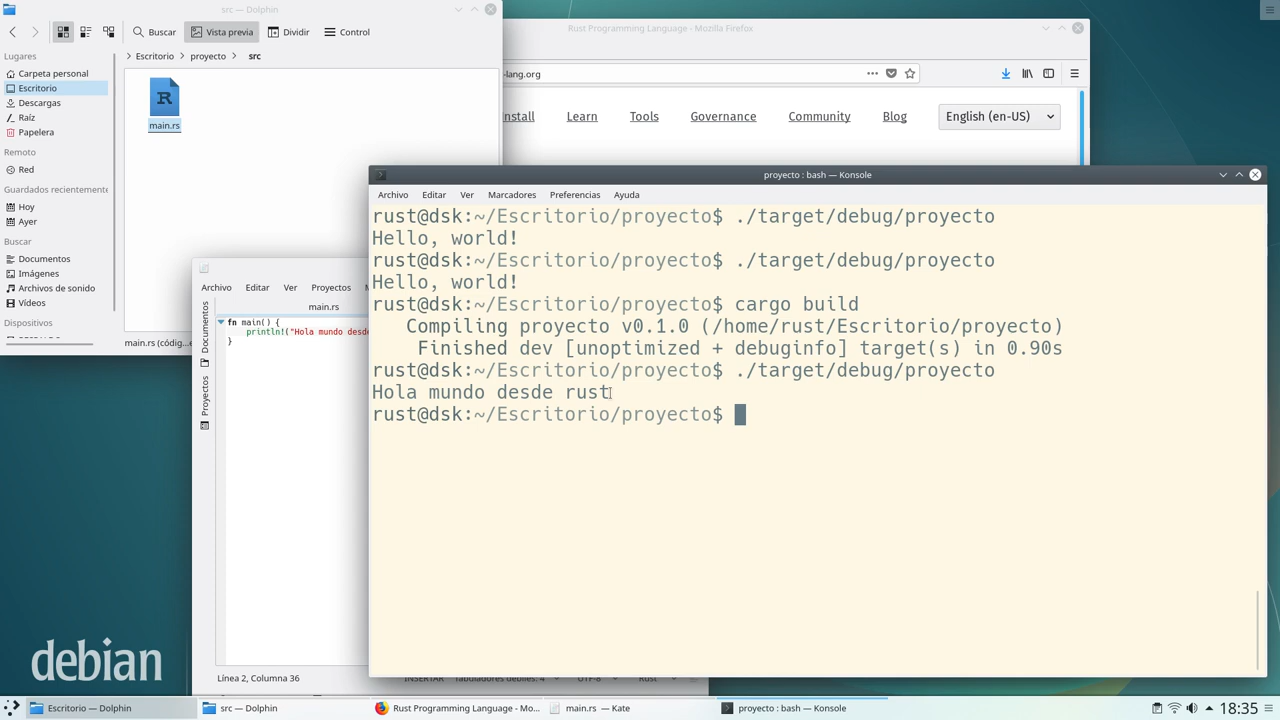 src — Dolphin
Buscar
Vista previa
Dividir
Control
Escritorio
proyecto
src
Lugares
Carpeta personal
Escritorio
Descargas
Raíz
Papelera
Remoto
Red
Guardados recientemente
Hoy
Ayer
Buscar
Documentos
Imágenes
Archivos de sonido
Vídeos
Dispositivos
main.rs
main.rs (códig...
Rust Programming Language - Mozilla Firefox
-lang.org
nstall
Learn
Tools
Governance
Community
Blog
English (en-US)
Archivo
Editar
Ver
Proyectos
main.rs
Documentos
Proyectos
fn main() {
println!("Hola mundo desde
}
Línea 2, Columna 36
INSERTAR
Tabuladores débiles: 4
UTF-8
Rust
proyecto : bash — Konsole
Archivo
Editar
Ver
Marcadores
Preferencias
Ayuda
rust@dsk:~/Escritorio/proyecto$ ./target/debug/proyecto
Hello, world!
rust@dsk:~/Escritorio/proyecto$ ./target/debug/proyecto
Hello, world!
rust@dsk:~/Escritorio/proyecto$ cargo build
Compiling proyecto v0.1.0 (/home/rust/Escritorio/proyecto)
Finished dev [unoptimized + debuginfo] target(s) in 0.90s
rust@dsk:~/Escritorio/proyecto$ ./target/debug/proyecto
Hola mundo desde rust
rust@dsk:~/Escritorio/proyecto$
debian
Escritorio — Dolphin
src — Dolphin
Rust Programming Language - Mo...
main.rs — Kate
proyecto : bash — Konsole
18:35